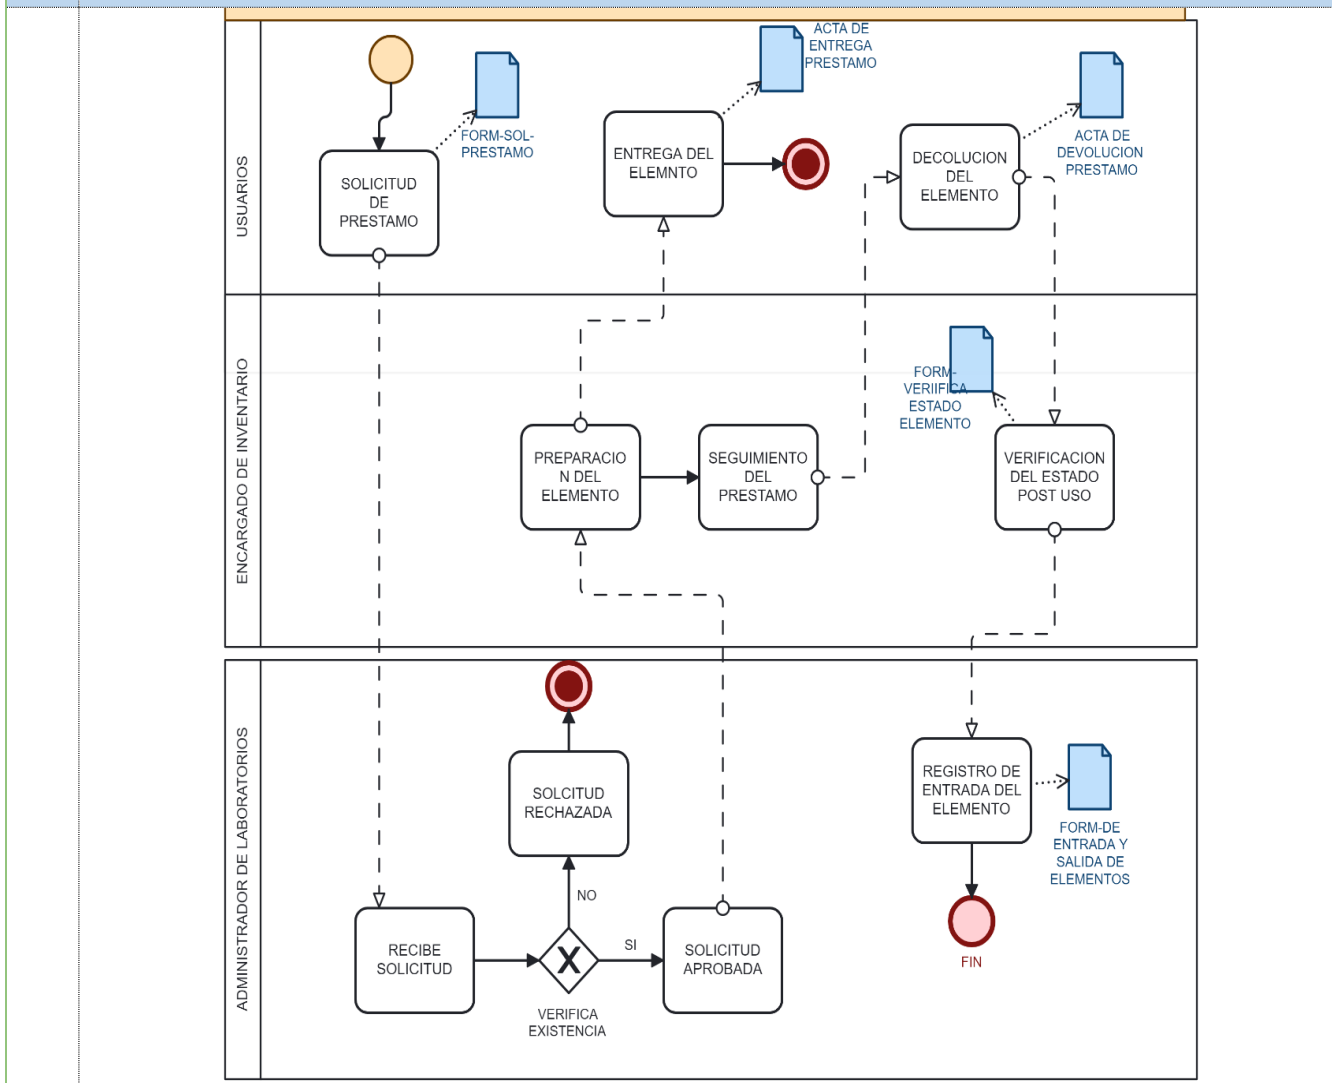 USUARIOS
FORM-SOL-
PRESTAMO
SOLICITUD
DE
PRESTAMO
ACTA DE
ENTREGA
PRESTAMO
ENTREGA DEL
ELEMNTO
DECOLUCION
DEL
ELEMENTO
ACTA DE
DEVOLUCION
PRESTAMO
ENCARGADO DE INVENTARIO
PREPARACIO
N DEL
ELEMENTO
SEGUIMIENTO
DEL
PRESTAMO
FORM-
VERIIFICA
ESTADO
ELEMENTO
VERIFICACION
DEL ESTADO
POST USO
ADMINISTRADOR DE LABORATORIOS
SOLCITUD
RECHAZADA
NO
RECIBE
SOLICITUD
VERIFICA
EXISTENCIA
SI
SOLICITUD
APROBADA
REGISTRO DE
ENTRADA DEL
ELEMENTO
FORM-DE
ENTRADA Y
SALIDA DE
ELEMENTOS
FIN